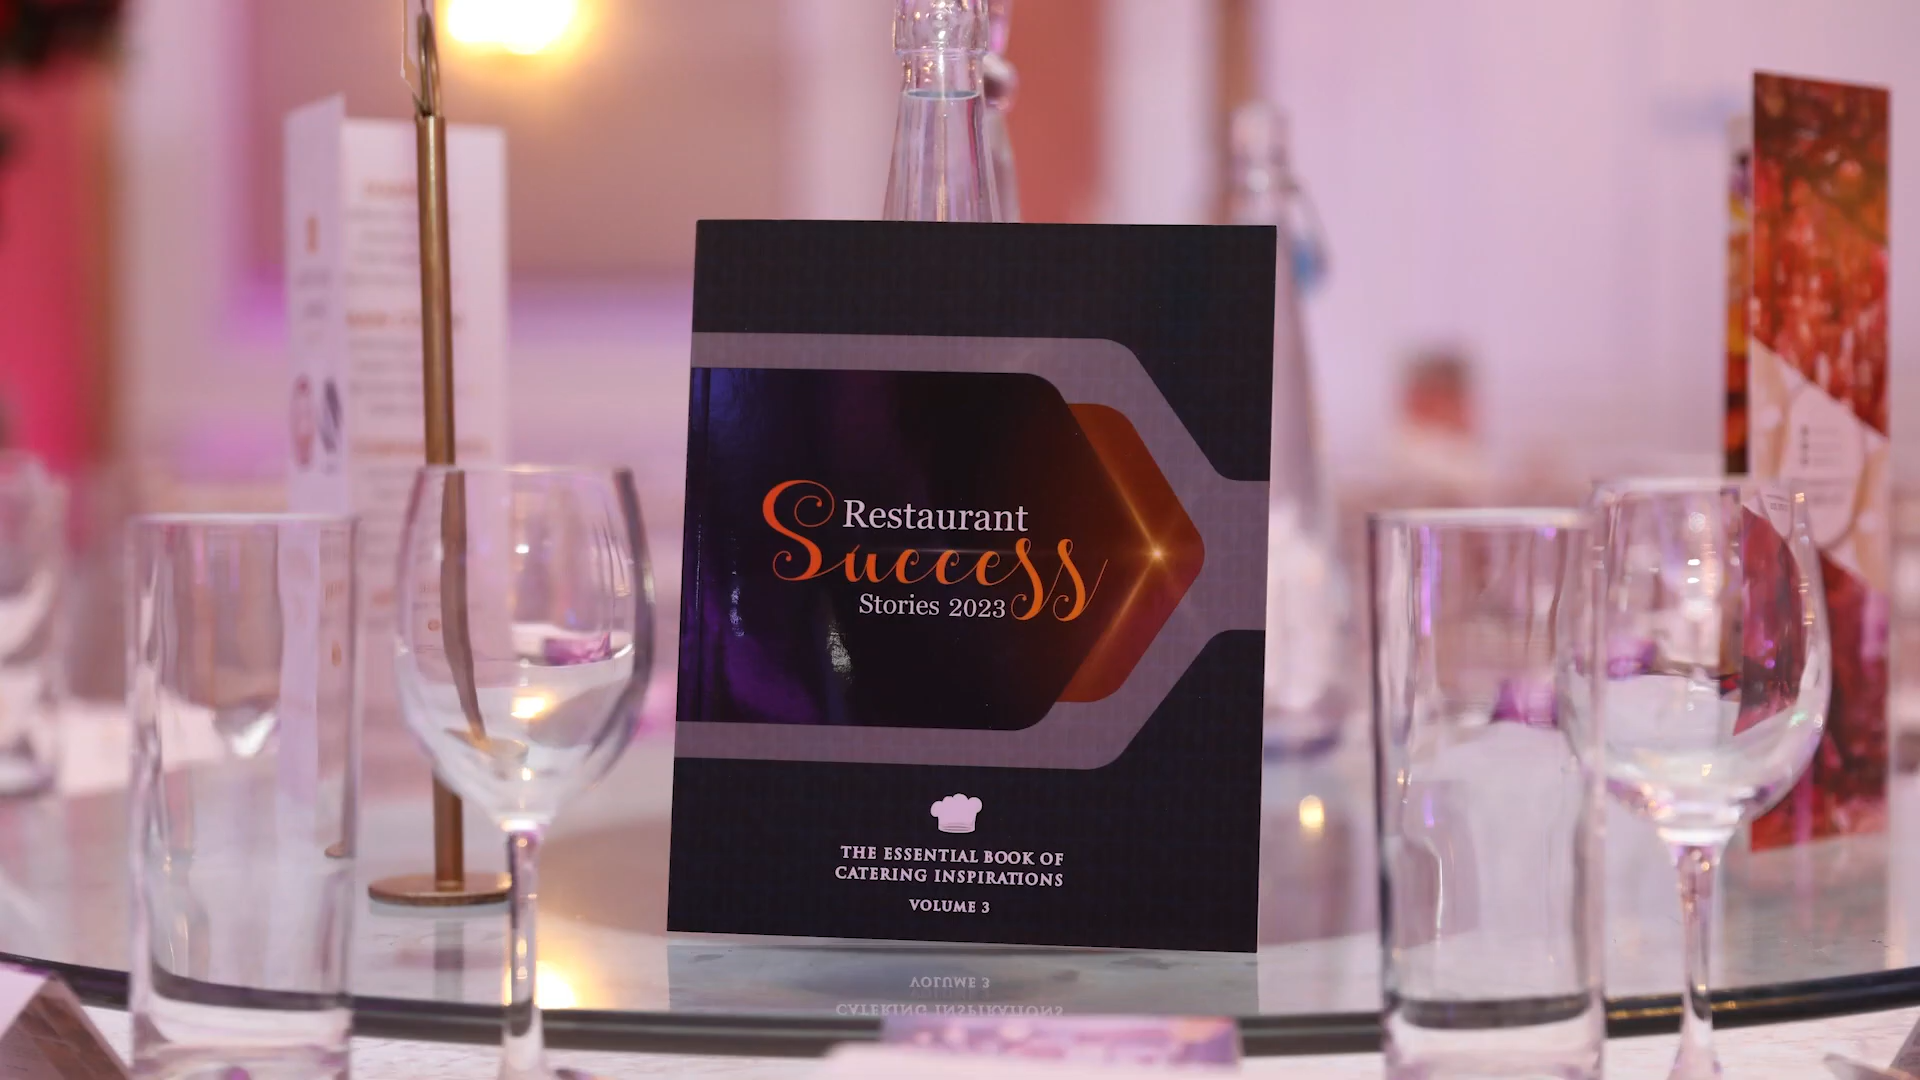 Restaurant
Success
Stories 2023
THE ESSENTIAL BOOK OF
CATERING INSPIRATIONS
VOLUME 3